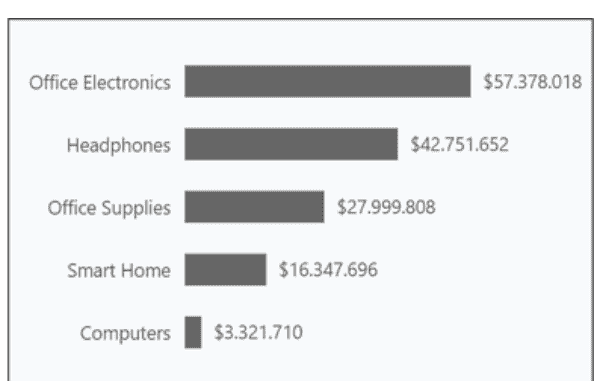 Office Electronics $57.378.018
Headphones $42.751.652
Office Supplies $27.999.808
Smart Home $16.347.696
Computers $3.321.710